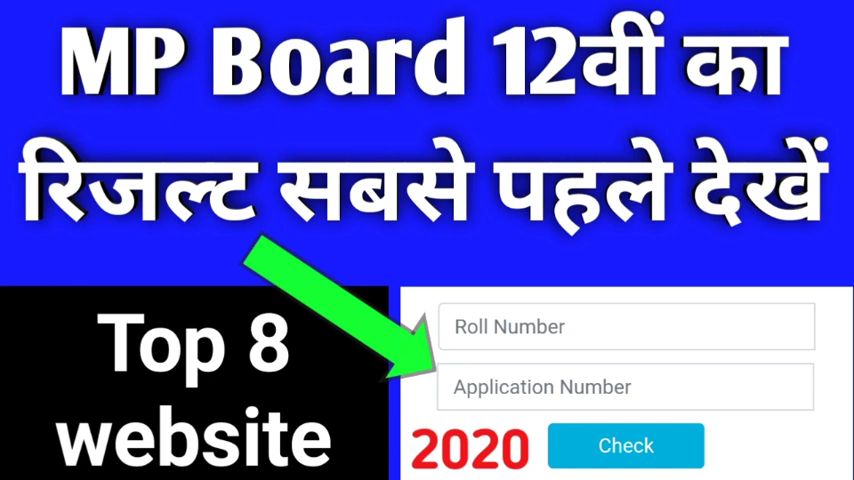 MP Board 12वीं का
रिजल्ट सबसे पहले देखें
Top 8
website
Roll Number
Application Number
2020
Check